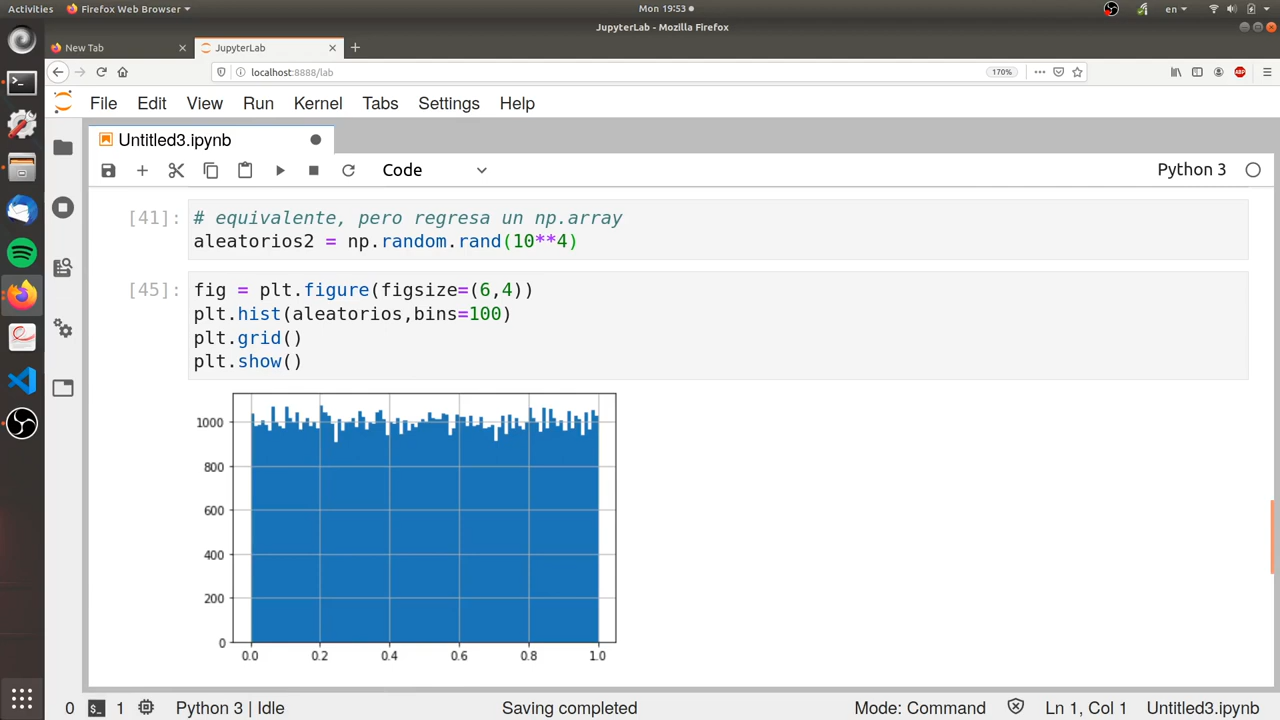 Activities
Firefox Web Browser
Mon 19:53
en
JupyterLab - Mozilla Firefox
New Tab
JupyterLab
localhost:8888/lab
170%
ABP
File Edit View Run Kernel Tabs Settings Help
Untitled3.ipynb
Code
Python 3
[41]: # equivalente, pero regresa un np.array
aleatorios2 = np.random.rand(10**4)
[45]: fig = plt.figure(figsize=(6,4))
plt.hist(aleatorios,bins=100)
plt.grid()
plt.show()
1000
800
600
400
200
0
0.0 0.2 0.4 0.6 0.8 1.0
0 $_ 1 Python 3 | Idle Saving completed Mode: Command Ln 1, Col 1 Untitled3.ipynb